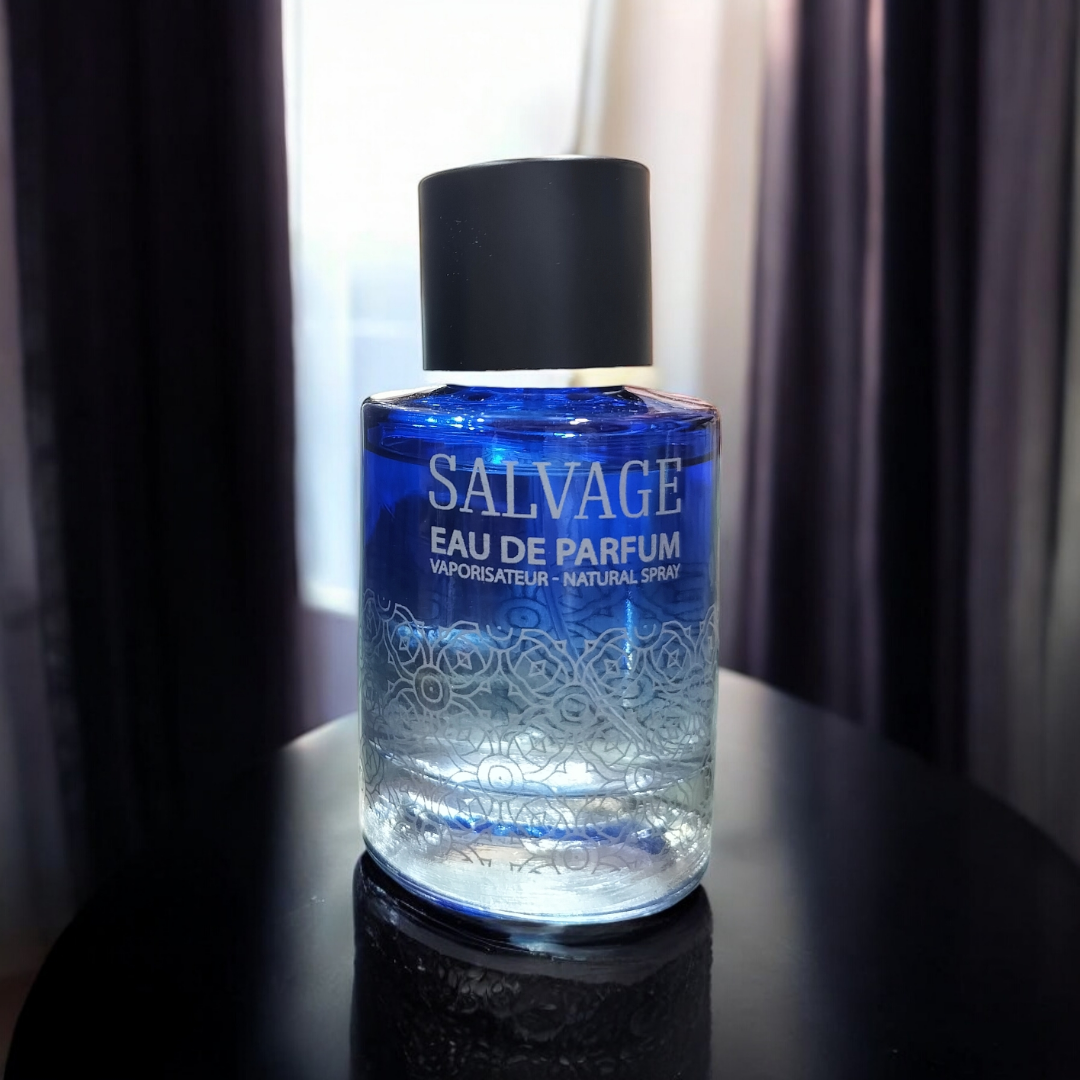 SALVAGE
EAU DE PARFUM
VAPORISATEUR - NATURAL SPRAY